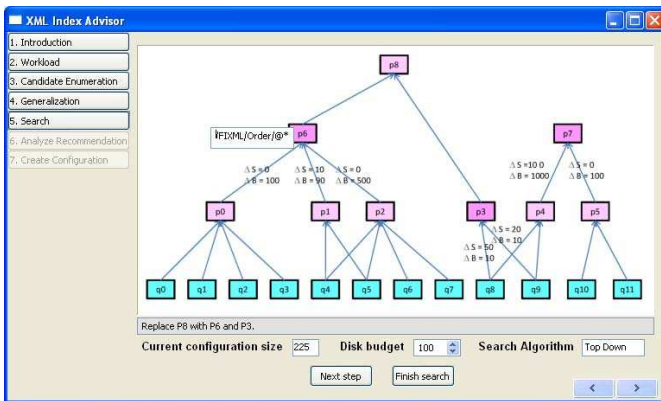 XML Index Advisor
1. Introduction
2. Workload
3. Candidate Enumeration
4. Generalization
5. Search
6. Analyze Recommendation
7. Create Configuration
p8
/FIXML/Order/@*
p6
p7
Δ S = 0
Δ B = 100
Δ S = 10
Δ B = 90
Δ S = 0
Δ B = 500
Δ S =10 0
Δ B = 1000
Δ S = 0
Δ B = 100
p0
p1
p2
p3
p4
p5
Δ S = 20
Δ B = 10
Δ S = 50
Δ B = 10
q0
q1
q2
q3
q4
q5
q6
q7
q8
q9
q10
q11
Replace P8 with P6 and P3.
Current configuration size 225 Disk budget 100 Search Algorithm Top Down
Next step Finish search
< >